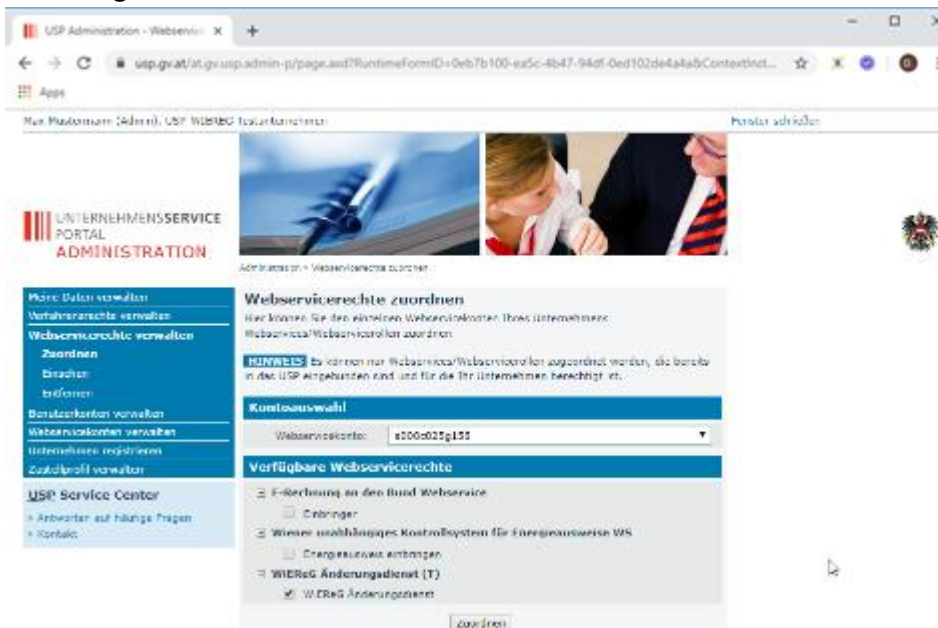 USP Administration - Webservic
usp.gv.at/at.gv.usp.admin-p/page.axd?RuntimeFormID=0eb7b100-ea5c-4b47-94df-0ed102de4a4a&ContextInst...
Apps
Max Mustermann (Admin), USP WIEREG Testunternehmen
Fenster schließen
UNTERNEHMENSSERVICE
PORTAL
ADMINISTRATION
Administration > Webservicerechte zuordnen
Meine Daten verwalten
Verfahrensrechte verwalten
Webservicerechte verwalten
Zuordnen
Einsehen
Entfernen
Benutzerkonten verwalten
Webservicekonten verwalten
Unternehmen registrieren
Zustellprofil verwalten
USP Service Center
» Antworten auf häufige Fragen
» Kontakt
Webservicerechte zuordnen
Hier können Sie den einzelnen Webservicekonten Ihres Unternehmens
Webservices/Webservicerollen zuordnen
HINWEIS Es können nur Webservices/Webservicerollen zugeordnet werden, die bereits
in das USP eingebunden sind und für die Ihr Unternehmen berechtigt ist.
Kontoauswahl
Webservicekonto:
Verfügbare Webservicerechte
E-Rechnung an den Bund Webservice
Einbringer
Wiener unabhängiges Kontrollsystem für Energieausweise WS
Energieausweis einbringen
WiEReG Änderungsdienst (T)
WiEReG Änderungsdienst
Zuordnen